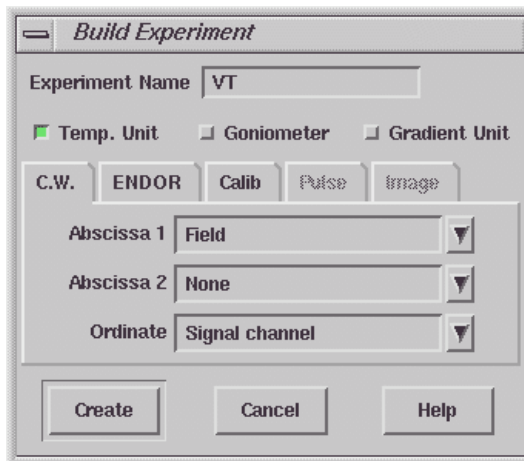 Build Experiment
Experiment Name VT
Temp. Unit Goniometer Gradient Unit
C.W. ENDOR Calib Pulse Image
Abscissa 1 Field
Abscissa 2 None
Ordinate Signal channel
Create Cancel Help